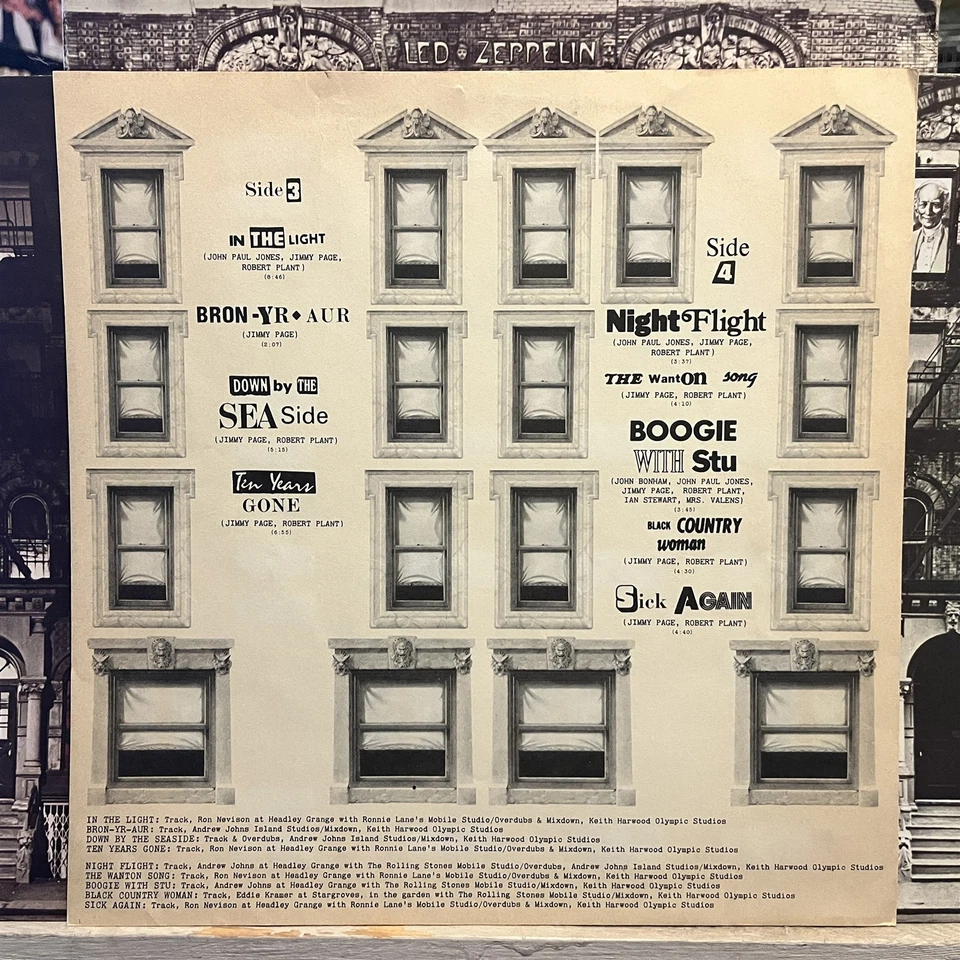 LED ZEPPELIN
Side 3
IN THE LIGHT
(JOHN PAUL JONES, JIMMY PAGE,
ROBERT PLANT)
(8:46)
BRON-YR◆AUR
(JIMMY PAGE)
(2:07)
DOWN by THE
SEA Side
(JIMMY PAGE, ROBERT PLANT)
(5:15)
Ten Years
GONE
(JIMMY PAGE, ROBERT PLANT)
(6:55)
Side
4
Night Flight
(JOHN PAUL JONES, JIMMY PAGE,
ROBERT PLANT)
(3:37)
THE WantON song
(JIMMY PAGE, ROBERT PLANT)
(4:10)
BOOGIE
WITH Stu
(JOHN BONHAM, JOHN PAUL JONES,
JIMMY PAGE, ROBERT PLANT,
IAN STEWART, MRS. VALENS)
(3:45)
BLACK COUNTRY
woman
(JIMMY PAGE, ROBERT PLANT)
(4:30)
Sick AGAIN
(JIMMY PAGE, ROBERT PLANT)
(4:40)
IN THE LIGHT: Track, Ron Nevison at Headley Grange with Ronnie Lane's Mobile Studio/Overdubs & Mixdown, Keith Harwood Olympic Studios
BRON-YR-AUR: Track, Andrew Johns Island Studios/Mixdown, Keith Harwood Olympic Studios
DOWN BY THE SEASIDE: Track & Overdubs, Andrew Johns Island Studios/Mixdown, Keith Harwood Olympic Studios
TEN YEARS GONE: Track, Ron Nevison at Headley Grange with Ronnie Lane's Mobile Studio/Overdubs & Mixdown, Keith Harwood Olympic Studios
NIGHT FLIGHT: Track, Andrew Johns at Headley Grange with The Rolling Stones Mobile Studio/Overdubs, Andrew Johns Island Studios/Mixdown, Keith Harwood Olympic Studios
THE WANTON SONG: Track, Ron Nevison at Headley Grange with Ronnie Lane's Mobile Studio/Overdubs & Mixdown, Keith Harwood Olympic Studios
BOOGIE WITH STU: Track, Andrew Johns at Headley Grange with The Rolling Stones Mobile Studio/Mixdown, Keith Harwood Olympic Studios
BLACK COUNTRY WOMAN: Track, Eddie Kramer at Stargroves, in the garden with The Rolling Stones Mobile Studio/Mixdown, Keith Harwood Olympic Studios
SICK AGAIN: Track, Ron Nevison at Headley Grange with Ronnie Lane's Mobile Studio/Overdubs & Mixdown, Keith Harwood Olympic Studios